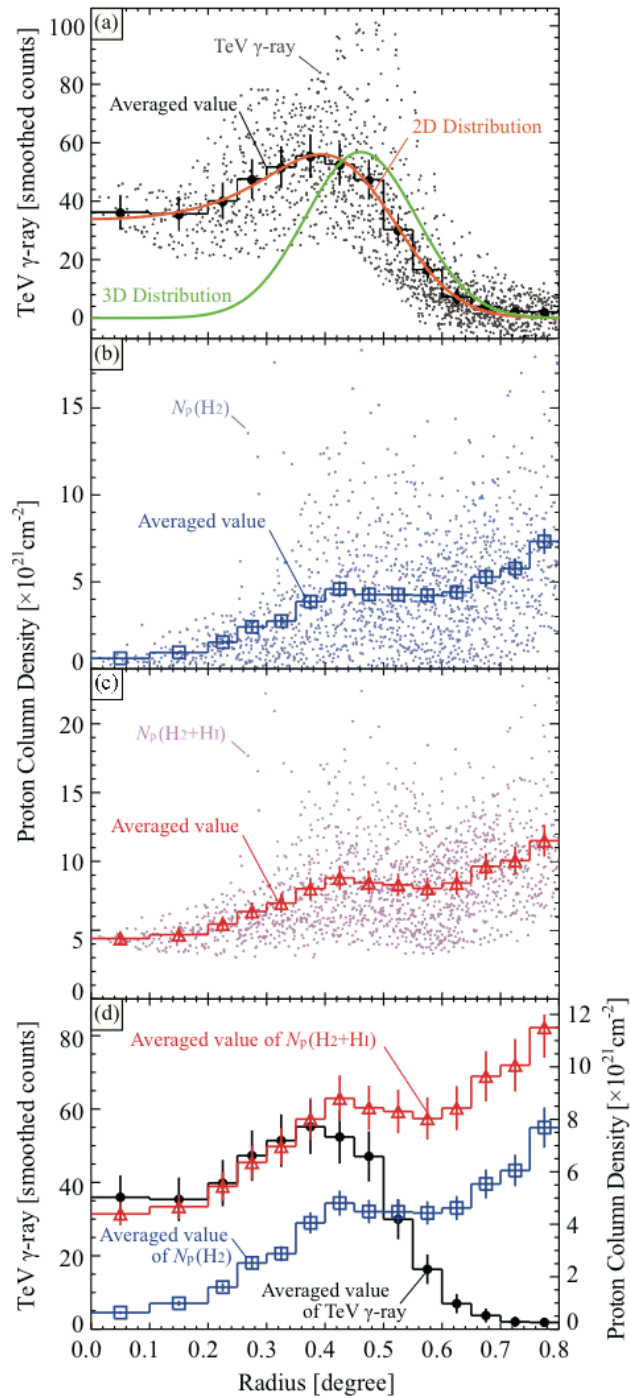 (a)
100
80
60
40
20
0
TeV γ-ray [smoothed counts]
TeV γ-ray
Averaged value
2D Distribution
3D Distribution
(b)
15
10
5
0
Np(H2)
Averaged value
Proton Column Density [×10²¹cm⁻²]
(c)
20
15
10
5
0
Np(H2+HI)
Averaged value
(d)
80
60
40
20
0
TeV γ-ray [smoothed counts]
Averaged value of Np(H2+HI)
Averaged value
of Np(H2)
Averaged value
of TeV γ-ray
12
10
8
6
4
2
0
Proton Column Density [×10²¹cm⁻²]
0.0 0.1 0.2 0.3 0.4 0.5 0.6 0.7 0.8
Radius [degree]